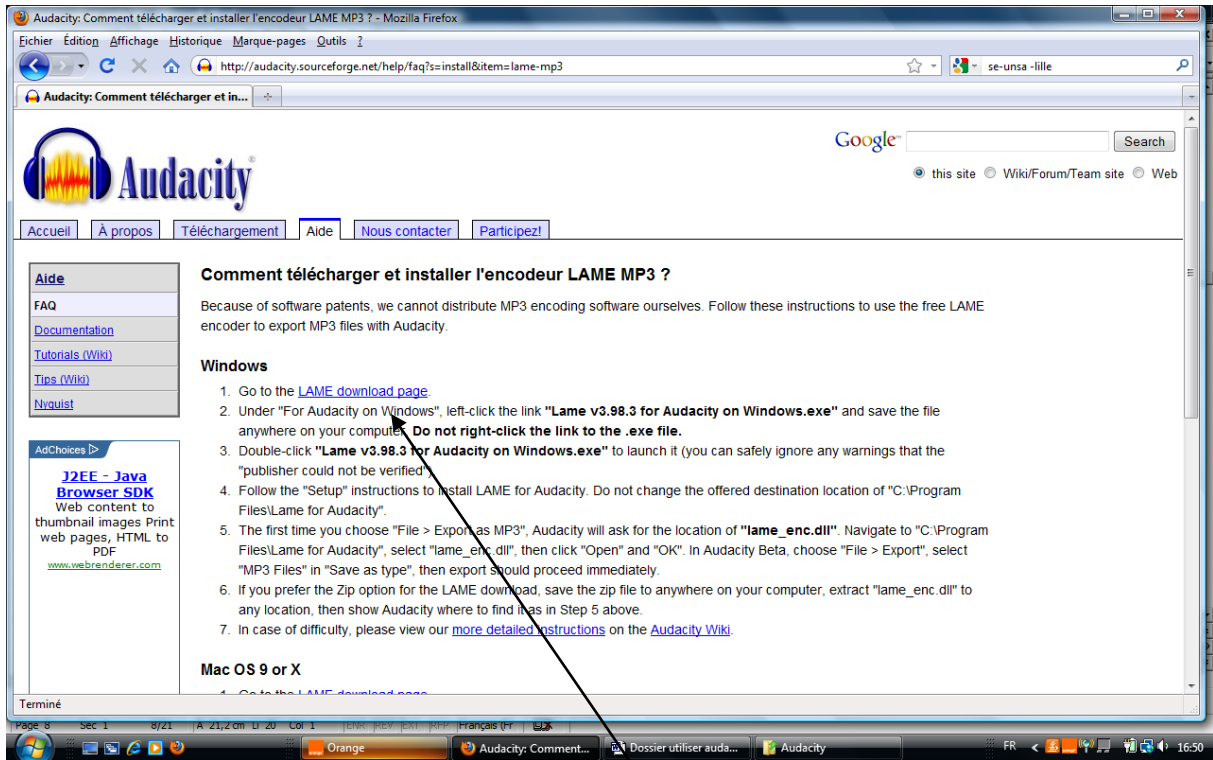 Audacity: Comment télécharger et installer l'encodeur LAME MP3 ? - Mozilla Firefox
Fichier Édition Affichage Historique Marque-pages Outils ?
http://audacity.sourceforge.net/help/faq?s=install&item=lame-mp3
se-unsa -lille
Audacity: Comment télécharger et in...
Google
Search
Audacity
this site Wiki/Forum/Team site Web
Accueil À propos Téléchargement Aide Nous contacter Participez!
Aide
FAQ
Documentation
Tutorials (Wiki)
Tips (Wiki)
Nyquist
AdChoices
J2EE - Java
Browser SDK
Web content to
thumbnail images Print
web pages, HTML to
PDF
www.webrenderer.com
Comment télécharger et installer l'encodeur LAME MP3 ?
Because of software patents, we cannot distribute MP3 encoding software ourselves. Follow these instructions to use the free LAME
encoder to export MP3 files with Audacity.
Windows
1. Go to the LAME download page.
2. Under "For Audacity on Windows", left-click the link "Lame v3.98.3 for Audacity on Windows.exe" and save the file
anywhere on your computer. Do not right-click the link to the .exe file.
3. Double-click "Lame v3.98.3 for Audacity on Windows.exe" to launch it (you can safely ignore any warnings that the
"publisher could not be verified")
4. Follow the "Setup" instructions to install LAME for Audacity. Do not change the offered destination location of "C:\Program
Files\Lame for Audacity".
5. The first time you choose "File > Export as MP3", Audacity will ask for the location of "lame_enc.dll". Navigate to "C:\Program
Files\Lame for Audacity", select "lame_enc.dll", then click "Open" and "OK". In Audacity Beta, choose "File > Export", select
"MP3 Files" in "Save as type", then export should proceed immediately.
6. If you prefer the Zip option for the LAME download, save the zip file to anywhere on your computer, extract "lame_enc.dll" to
any location, then show Audacity where to find it as in Step 5 above.
7. In case of difficulty, please view our more detailed instructions on the Audacity Wiki.
Mac OS 9 or X
1. Go to the LAME download page
Terminé
Page 8 Sec 1 8/21 À 21,2 cm Li 20 Col 1 ENR REV EXT RFP Français (Fr
Orange Audacity: Comment... Dossier utiliser auda... Audacity FR 16:50